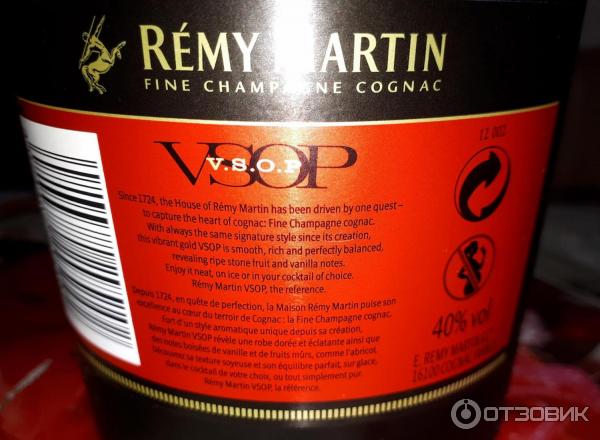 RÉMY MARTIN
FINE CHAMPAGNE COGNAC
VSOP
V.S.O.P
Since 1724, the House of Rémy Martin has been driven by one quest–
to capture the heart of cognac: Fine Champagne cognac.
With always the same signature style since its creation,
this vibrant gold VSOP is smooth, rich and perfectly balanced,
revealing ripe stone fruit and vanilla notes.
Enjoy it neat, on ice or in your cocktail of choice.
Rémy Martin VSOP, the reference.
Depuis 1724, en quête de perfection, la Maison Rémy Martin puise son
excellence au cœur du terroir de Cognac : la Fine Champagne cognac.
Fort d'un style aromatique unique depuis sa création,
Rémy Martin VSOP révèle une robe dorée et éclatante ainsi que
des notes boisées de vanille et de fruits mûrs, comme l'abricot.
Découvrez sa texture soyeuse et son équilibre parfait, sur glace,
dans le cocktail de votre choix, ou tout simplement pur.
Rémy Martin VSOP, la référence.
12 002
40% vol
E. REMY MARTIN
16100 COGNAC
ОТЗОВИК